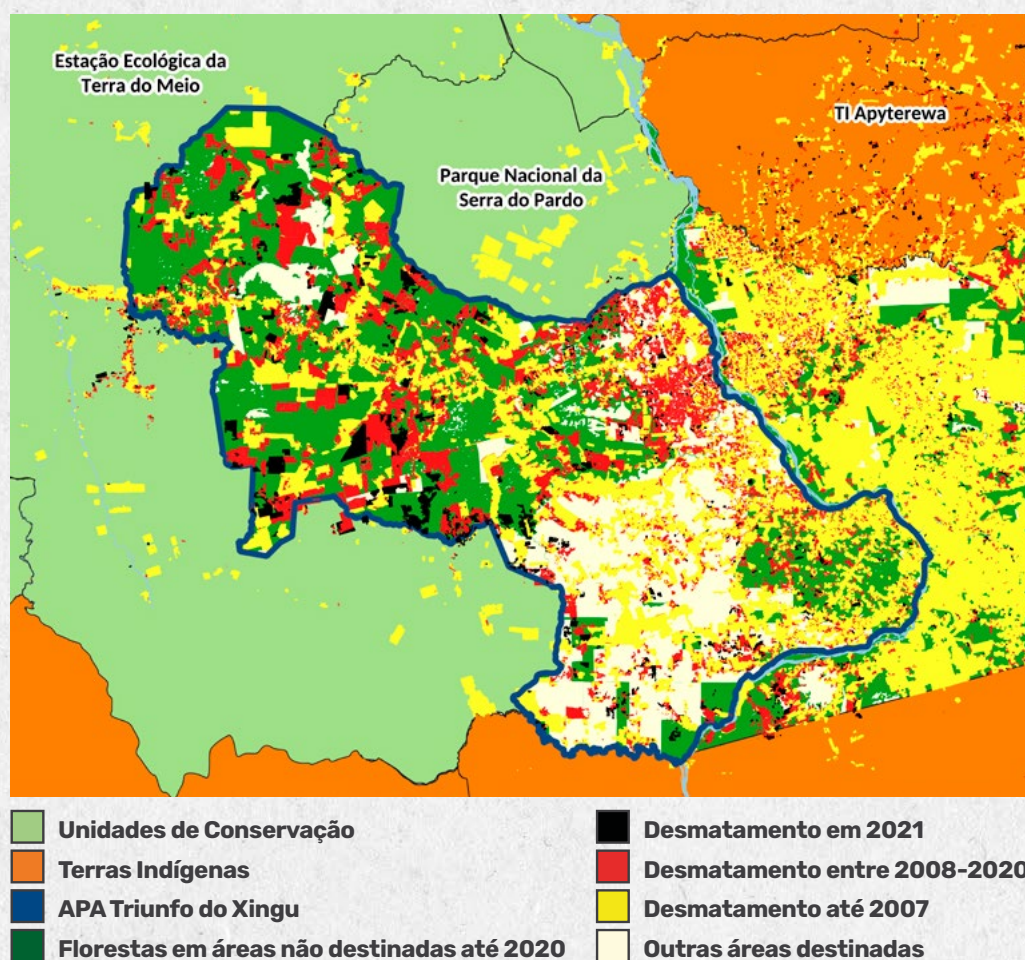 Estação Ecológica da
Terra do Meio
TI Apyterewa
Parque Nacional da
Serra do Pardo
Unidades de Conservação
Terras Indígenas
APA Triunfo do Xingu
Florestas em áreas não destinadas até 2020
Desmatamento em 2021
Desmatamento entre 2008-2020
Desmatamento até 2007
Outras áreas destinadas